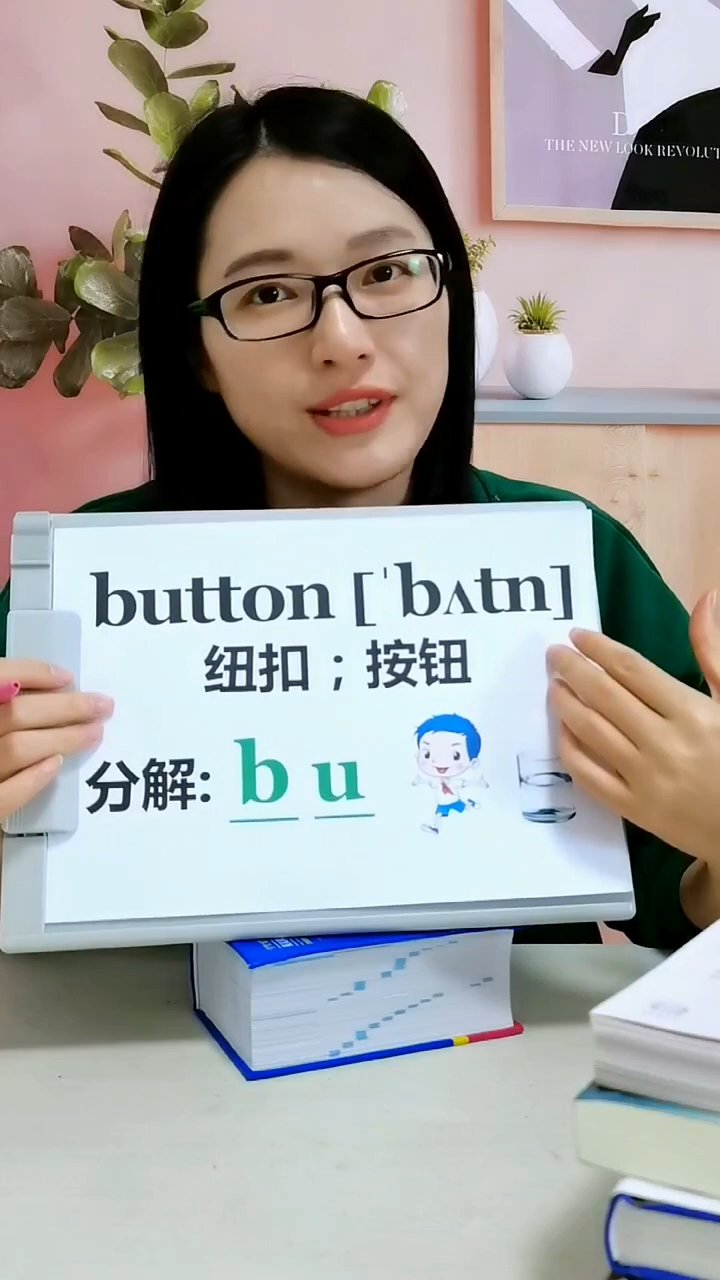 THE NEW LOOK REVOLUT
button [ˈbʌtn]
纽扣；按钮
分解: b u